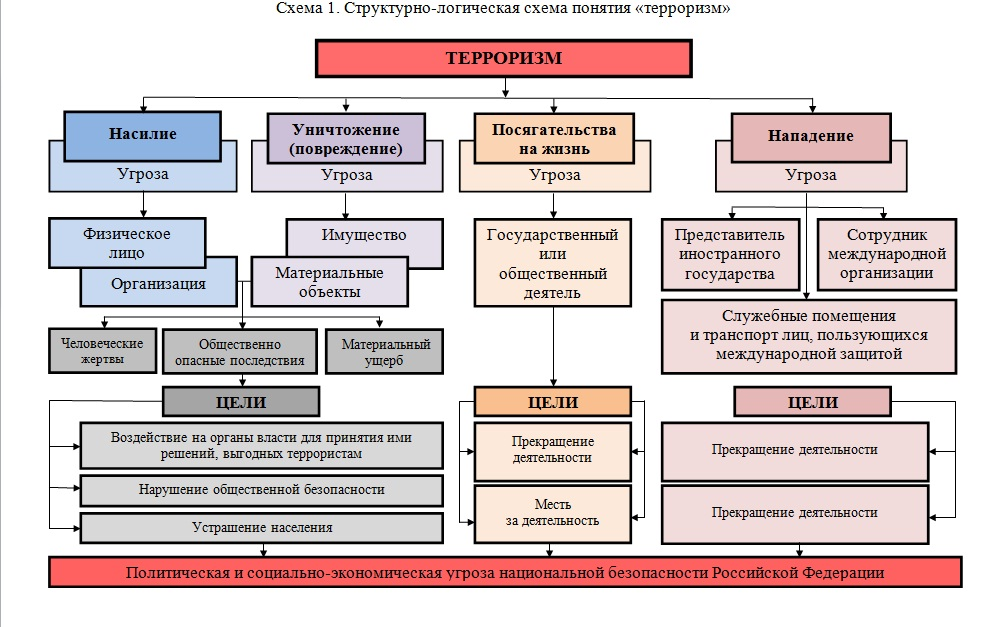 Схема 1. Структурно-логическая схема понятия «терроризм»
ТЕРРОРИЗМ
Насилие
Угроза
Уничтожение
(повреждение)
Угроза
Посягательства
на жизнь
Угроза
Нападение
Угроза
Физическое
лицо
Организация
Имущество
Материальные
объекты
Государственный
или
общественный
деятель
Представитель
иностранного
государства
Сотрудник
международной
организации
Служебные помещения
и транспорт лиц, пользующихся
международной защитой
Человеческие
жертвы
Общественно
опасные последствия
Материальный
ущерб
ЦЕЛИ
Воздействие на органы власти для принятия ими
решений, выгодных террористам
Нарушение общественной безопасности
Устрашение населения
ЦЕЛИ
Прекращение
деятельности
Месть
за деятельность
ЦЕЛИ
Прекращение деятельности
Прекращение деятельности
Политическая и социально-экономическая угроза национальной безопасности Российской Федерации